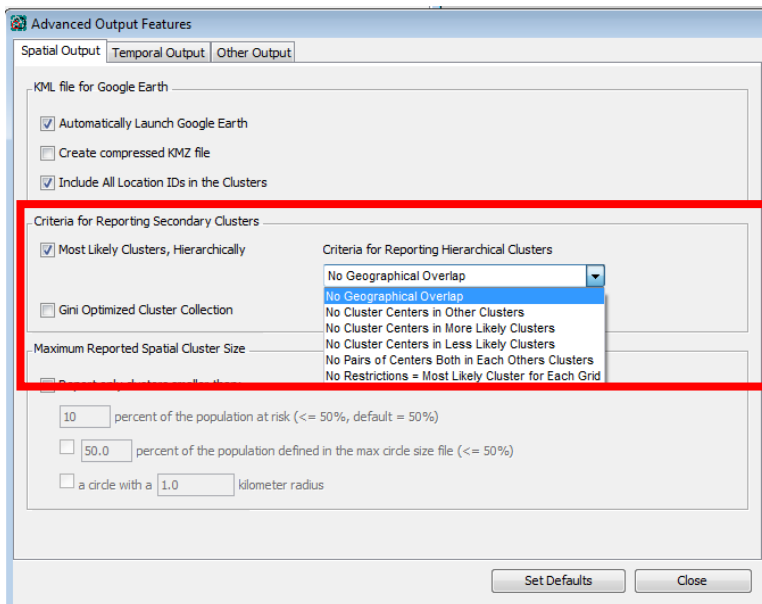 Advanced Output Features
Spatial Output Temporal Output Other Output
KML file for Google Earth
Automatically Launch Google Earth
Create compressed KMZ file
Include All Location IDs in the Clusters
Criteria for Reporting Secondary Clusters
Most Likely Clusters, Hierarchically
Criteria for Reporting Hierarchical Clusters
No Geographical Overlap
No Geographical Overlap
No Cluster Centers in Other Clusters
No Cluster Centers in More Likely Clusters
No Cluster Centers in Less Likely Clusters
No Pairs of Centers Both in Each Others Clusters
No Restrictions = Most Likely Cluster for Each Grid
Gini Optimized Cluster Collection
Maximum Reported Spatial Cluster Size
10 percent of the population at risk (<= 50%, default = 50%)
50.0 percent of the population defined in the max circle size file (<= 50%)
a circle with a 1.0 kilometer radius
Set Defaults Close